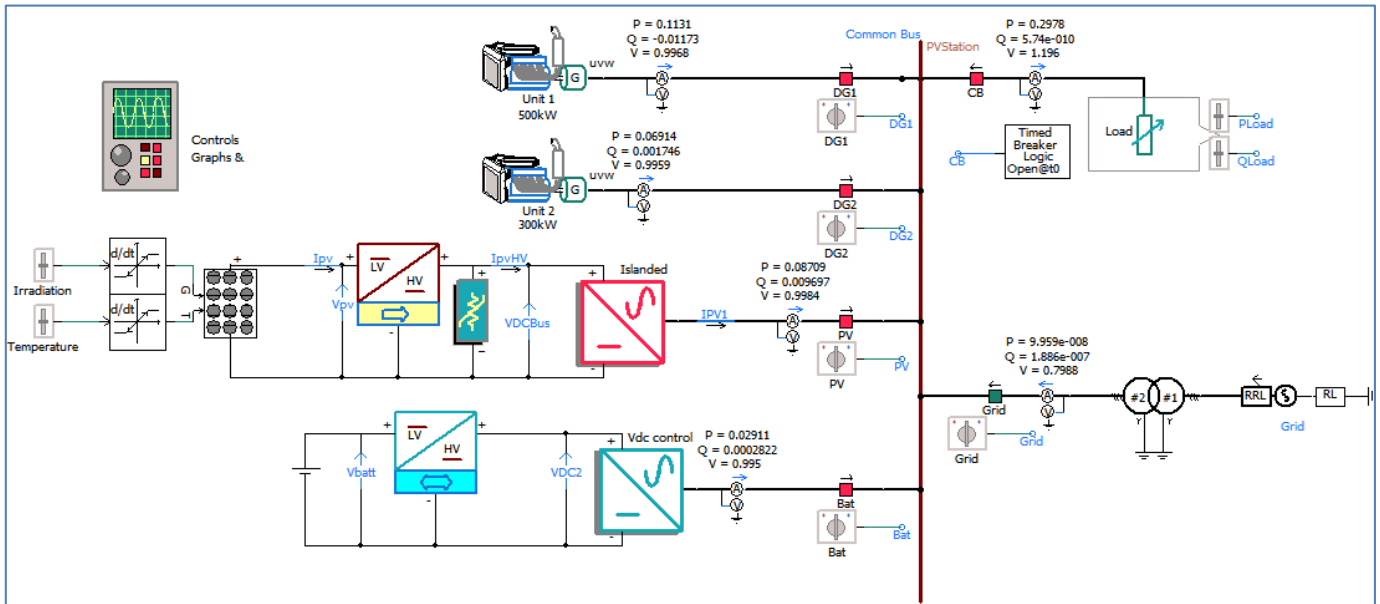 P = 0.1131
Q = -0.01173
V = 0.9968
Common Bus
PVStation
P = 0.2978
Q = 5.74e-010
V = 1.196
uvw
G
A
V
DG1
CB
A
V
Unit 1
500kW
DG1
DG1
Load
PLoad
QLoad
Timed
Breaker
Logic
Open@t0
CB
Controls
Graphs &
P = 0.06914
Q = 0.001746
V = 0.9959
uvw
G
A
V
DG2
Unit 2
300kW
DG2
DG2
d/dt
Irradiation
G
d/dt
T
Temperature
+
Ipv
+
LV
HV
+
-
Vpv
+
-
IpvHV
VDCBus
Islanded
+
-
IPV1
P = 0.08709
Q = 0.009697
V = 0.9984
A
V
PV
PV
PV
P = 9.959e-008
Q = 1.886e-007
V = 0.7988
Grid
A
V
#2
#1
Y
Y
RRL
RL
Grid
Grid
Grid
+
LV
HV
+
-
Vbatt
VDC2
Vdc control
+
-
P = 0.02911
Q = 0.0002822
V = 0.995
A
V
Bat
Bat
Bat